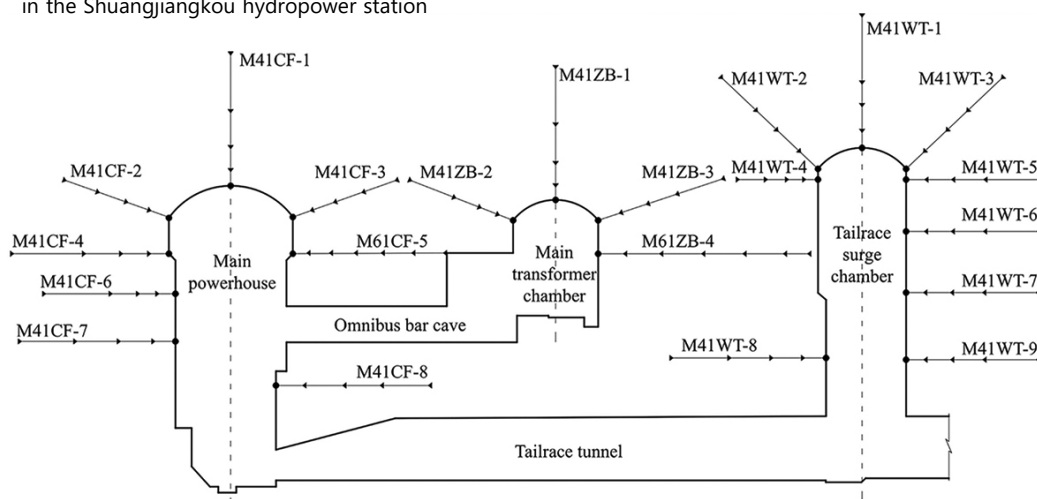 in the Shuangjiangkou hydropower station
M41WT-1
M41CF-1
M41ZB-1
M41WT-2
M41WT-3
M41CF-2
M41CF-3
M41ZB-2
M41ZB-3
M41WT-4
M41WT-5
M41WT-6
M41CF-4
M61CF-5
M61ZB-4
Main
powerhouse
Main
transformer
chamber
Tailrace
surge
chamber
M41CF-6
M41WT-7
M41CF-7
Omnibus bar cave
M41WT-8
M41WT-9
M41CF-8
Tailrace tunnel